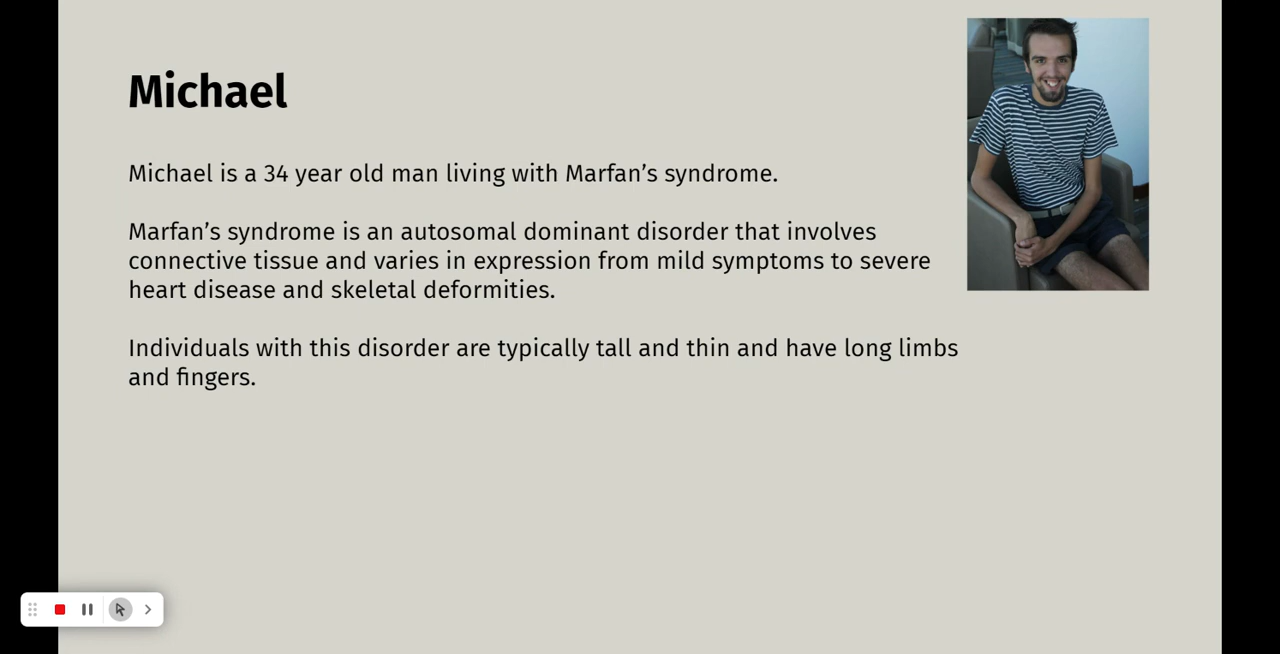 Michael
Michael is a 34 year old man living with Marfan’s syndrome.
Marfan’s syndrome is an autosomal dominant disorder that involves
connective tissue and varies in expression from mild symptoms to severe
heart disease and skeletal deformities.
Individuals with this disorder are typically tall and thin and have long limbs
and fingers.